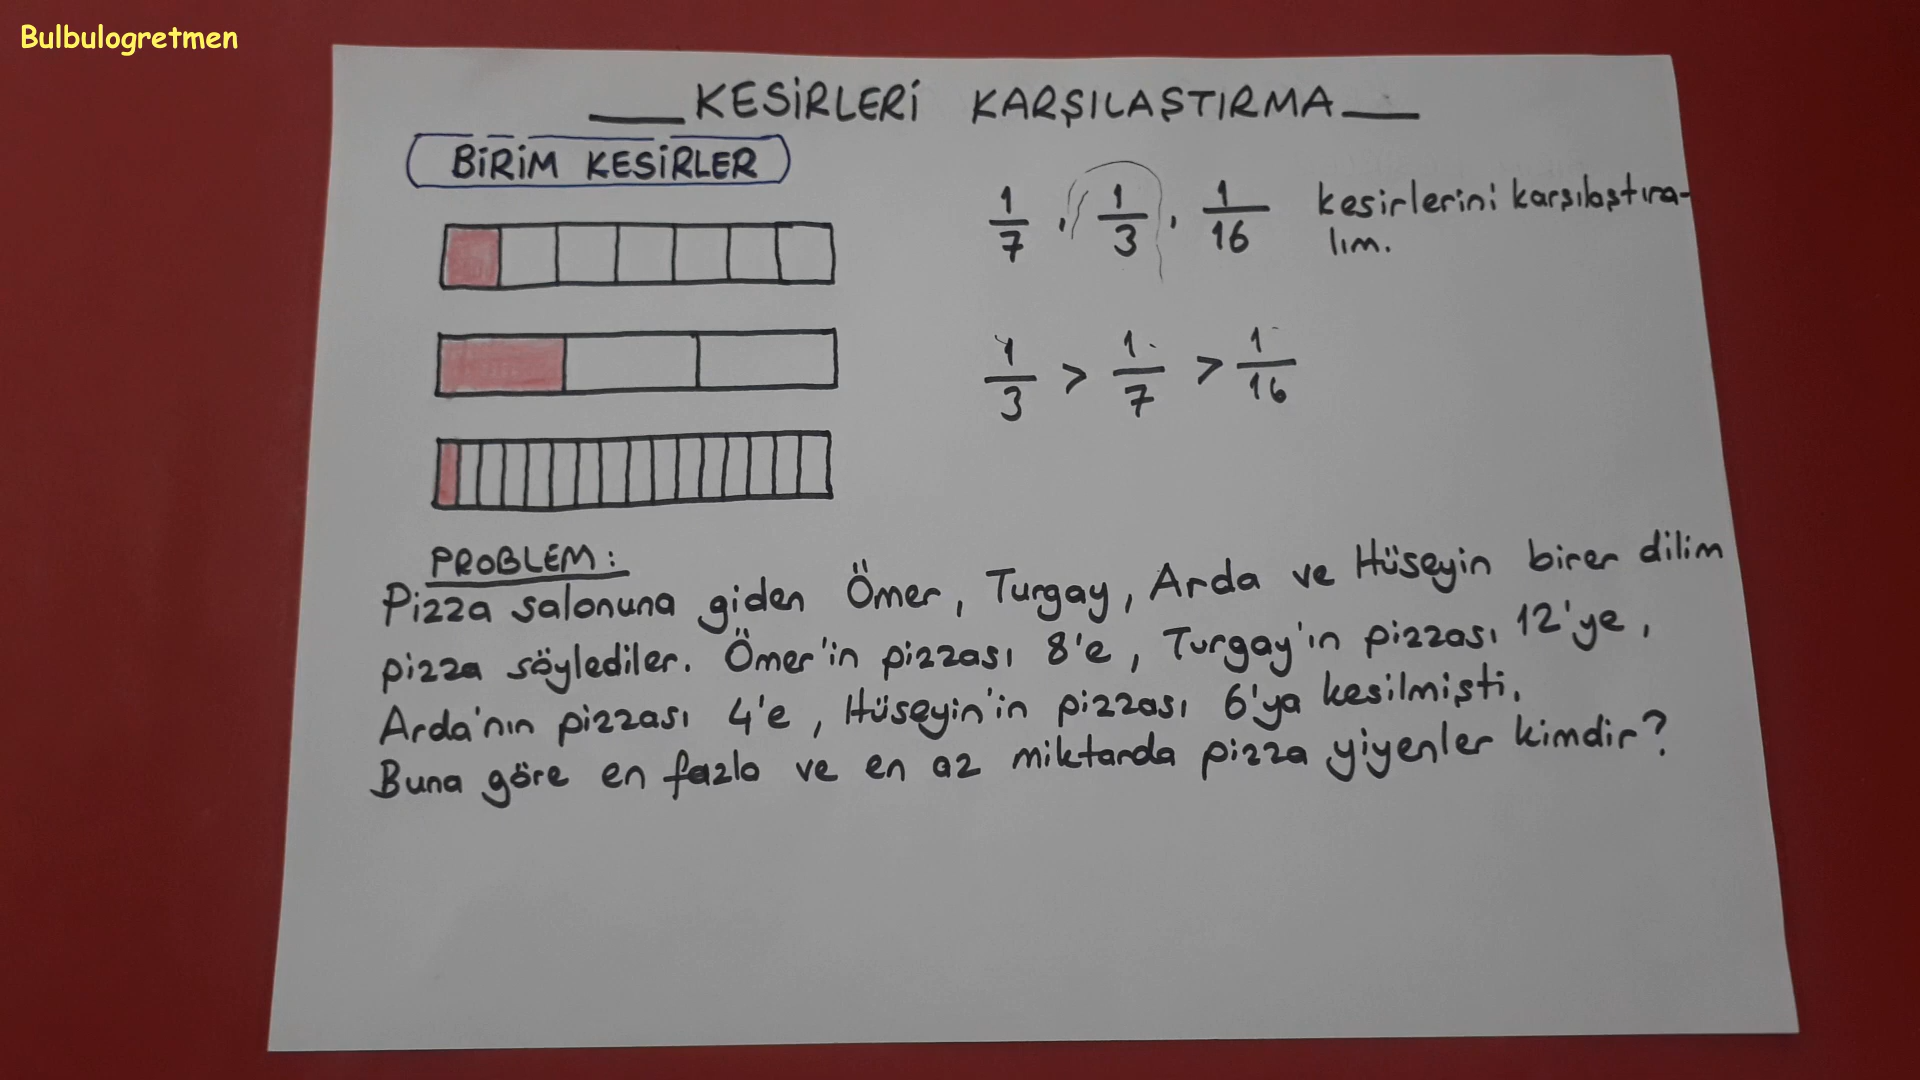 Bulbulogretmen
KESİRLERİ KARŞILAŞTIRMA
BİRİM KESİRLER
1/7, 1/3, 1/16 kesirlerini karşılaştıra-
lım.
1/3 > 1/7 > 1/16
PROBLEM:
Pizza salonuna giden Ömer, Turgay, Arda ve Hüseyin birer dilim
pizza söylediler. Ömer'in pizzası 8'e, Turgay'ın pizzası 12'ye,
Arda'nın pizzası 4'e, Hüseyin'in pizzası 6'ya kesilmişti.
Buna göre en fazla ve en az miktarda pizza yiyenler kimdir?